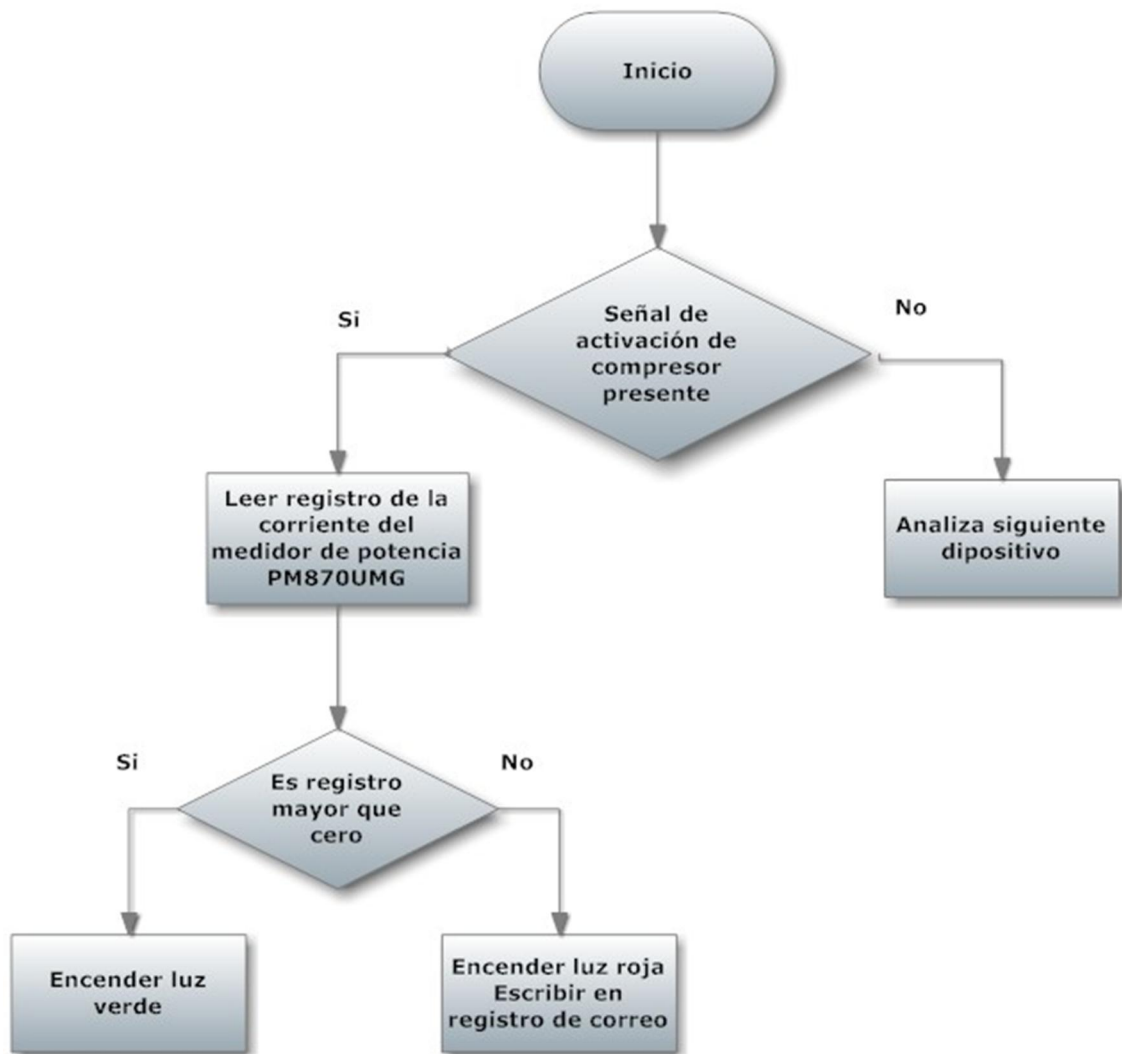 Inicio
Señal de
activación de
compresor
presente
Si
No
Leer registro de la
corriente del
medidor de potencia
PM870UMG
Analiza siguiente
dipositivo
Es registro
mayor que
cero
Si
No
Encender luz
verde
Encender luz roja
Escribir en
registro de correo